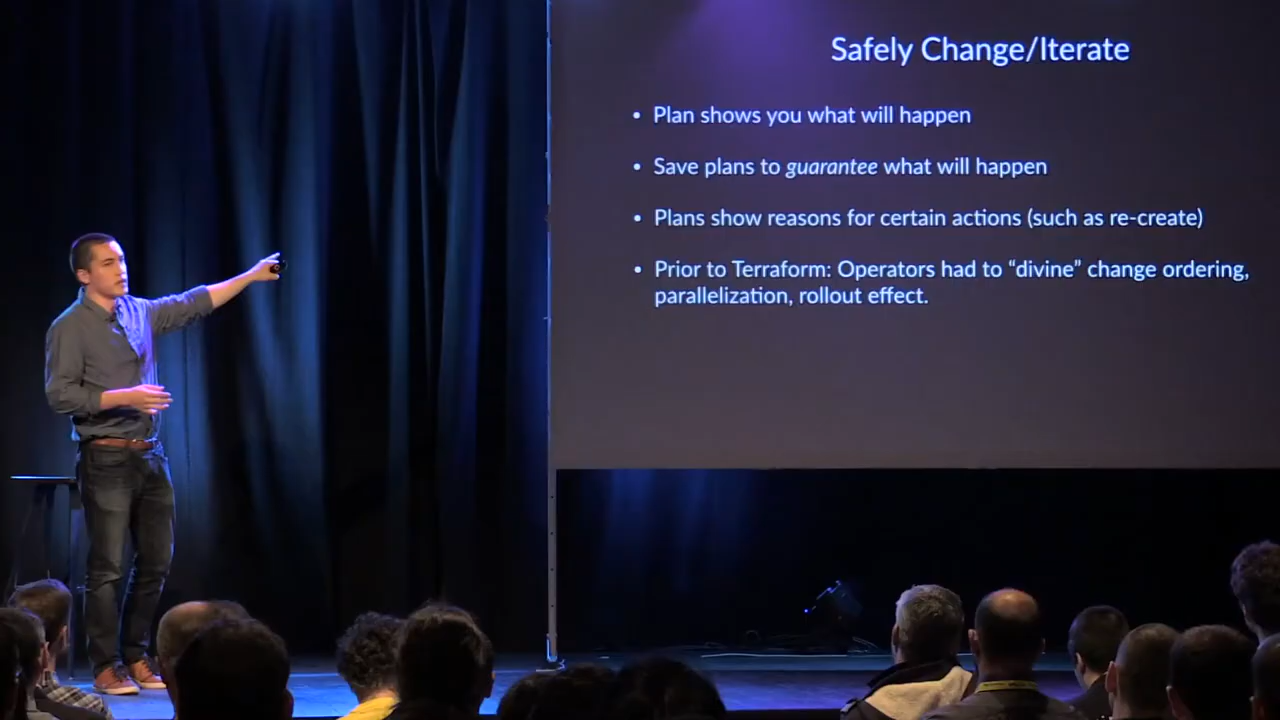 Safely Change/Iterate
• Plan shows you what will happen
• Save plans to guarantee what will happen
• Plans show reasons for certain actions (such as re-create)
• Prior to Terraform: Operators had to “divine” change ordering,
parallelization, rollout effect.